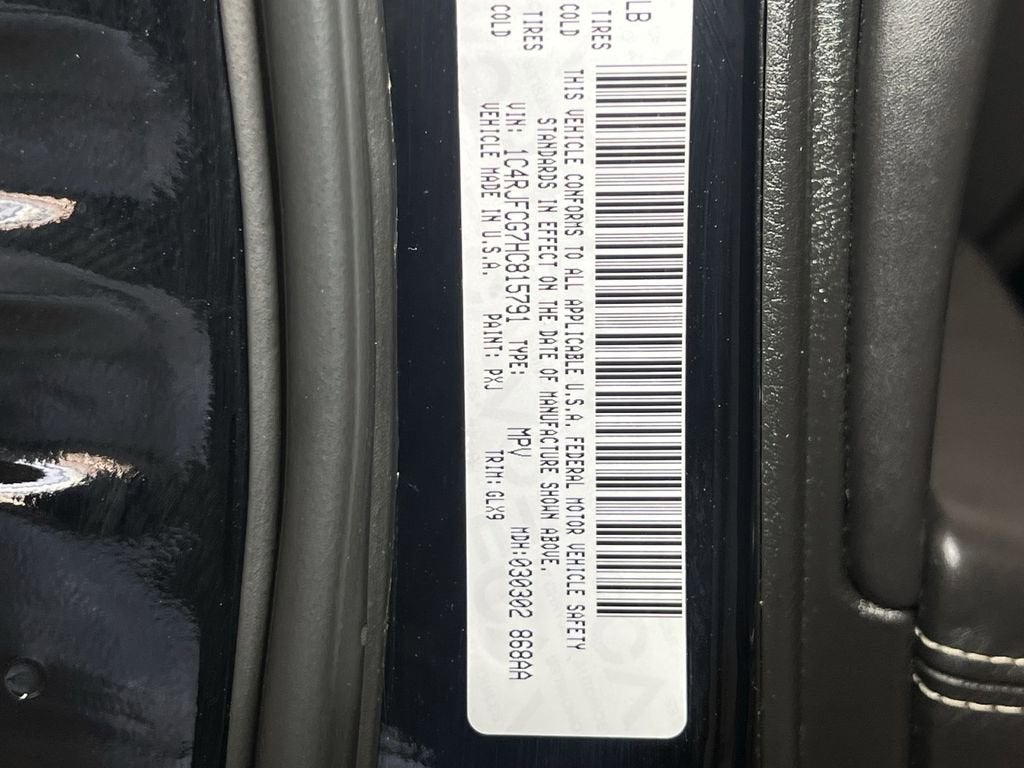 LB
COLD TIRES
COLD TIRES
THIS VEHICLE CONFORMS TO ALL APPLICABLE U.S.A. FEDERAL MOTOR VEHICLE SAFETY
STANDARDS IN EFFECT ON THE DATE OF MANUFACTURE SHOWN ABOVE.
VIN: 1C4RJFCG7HC815791 TYPE: MPV MDH:030302 888AA
VEHICLE MADE IN U.S.A. PAINT: PXJ TRIM: GLX9